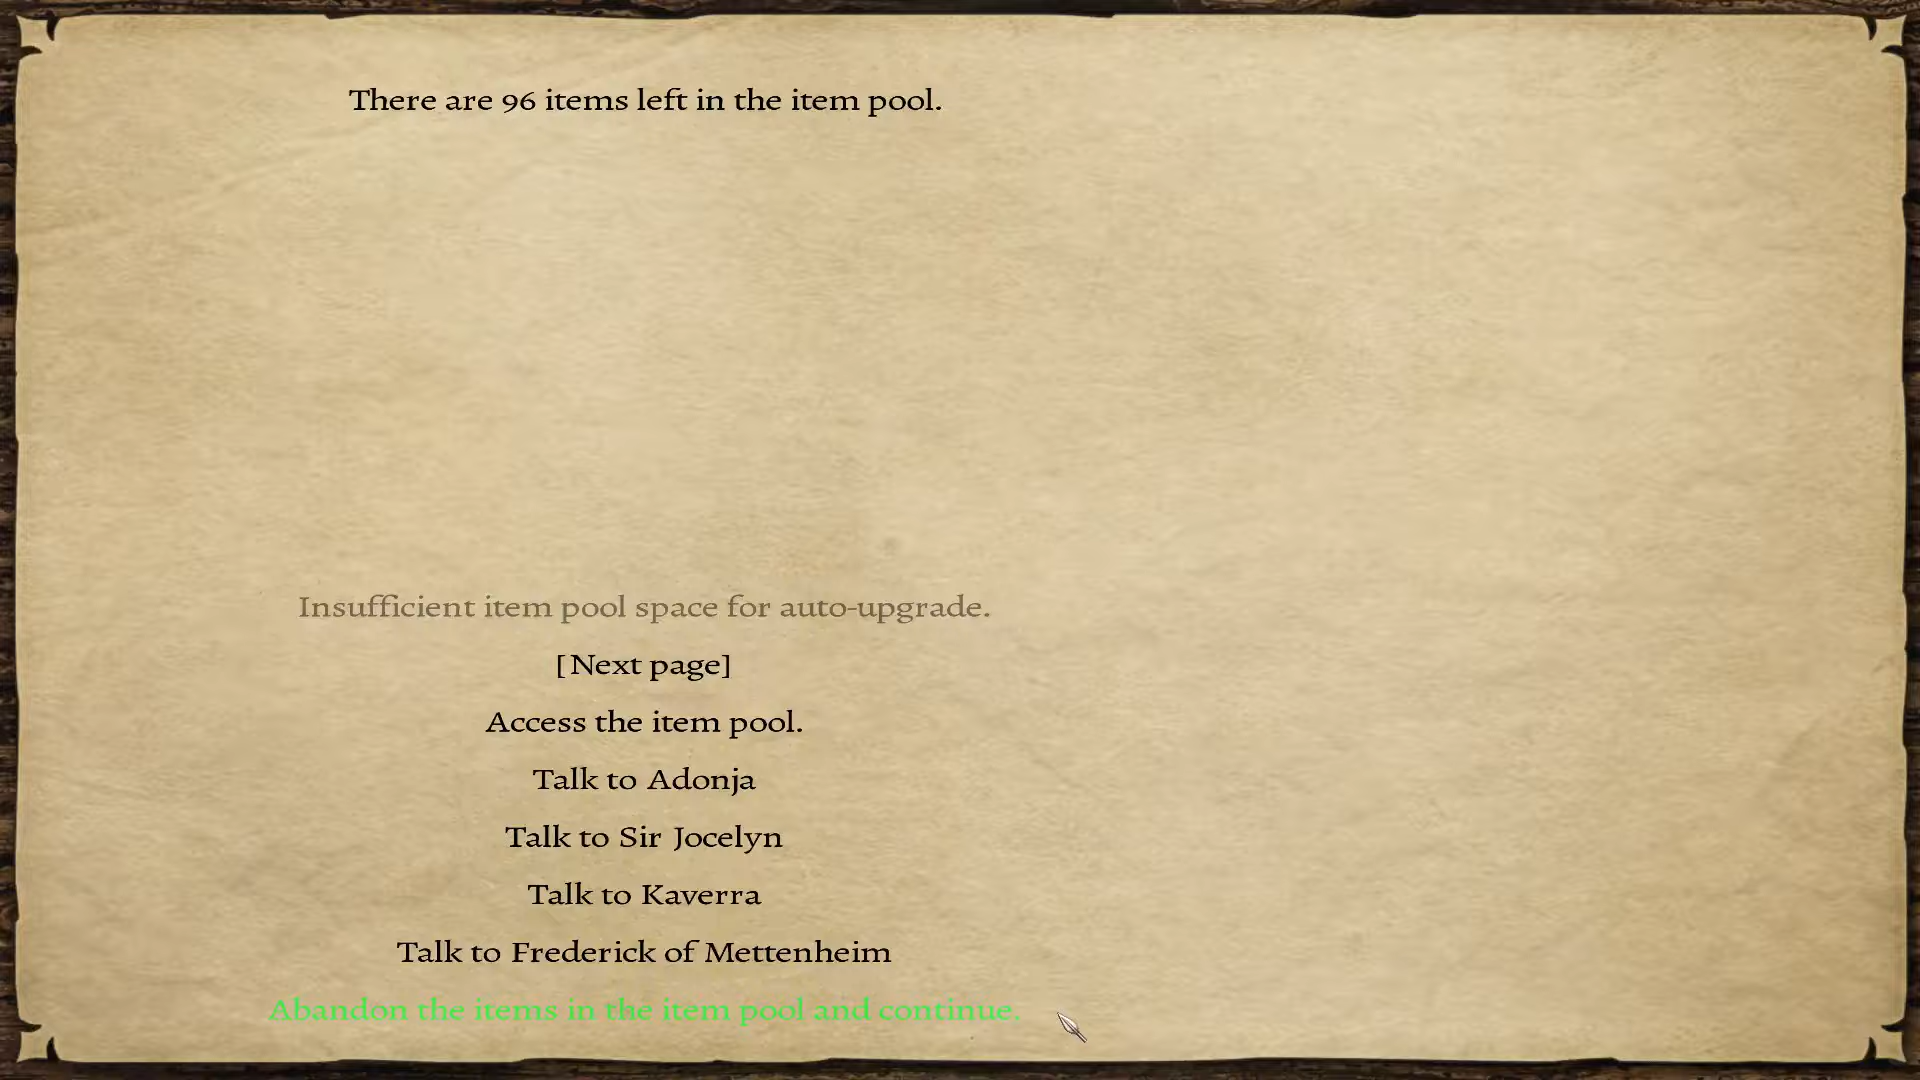 There are 96 items left in the item pool.
Insufficient item pool space for auto-upgrade.
[Next page]
Access the item pool.
Talk to Adonja
Talk to Sir Jocelyn
Talk to Kaverra
Talk to Frederick of Mettenheim
Abandon the items in the item pool and continue.